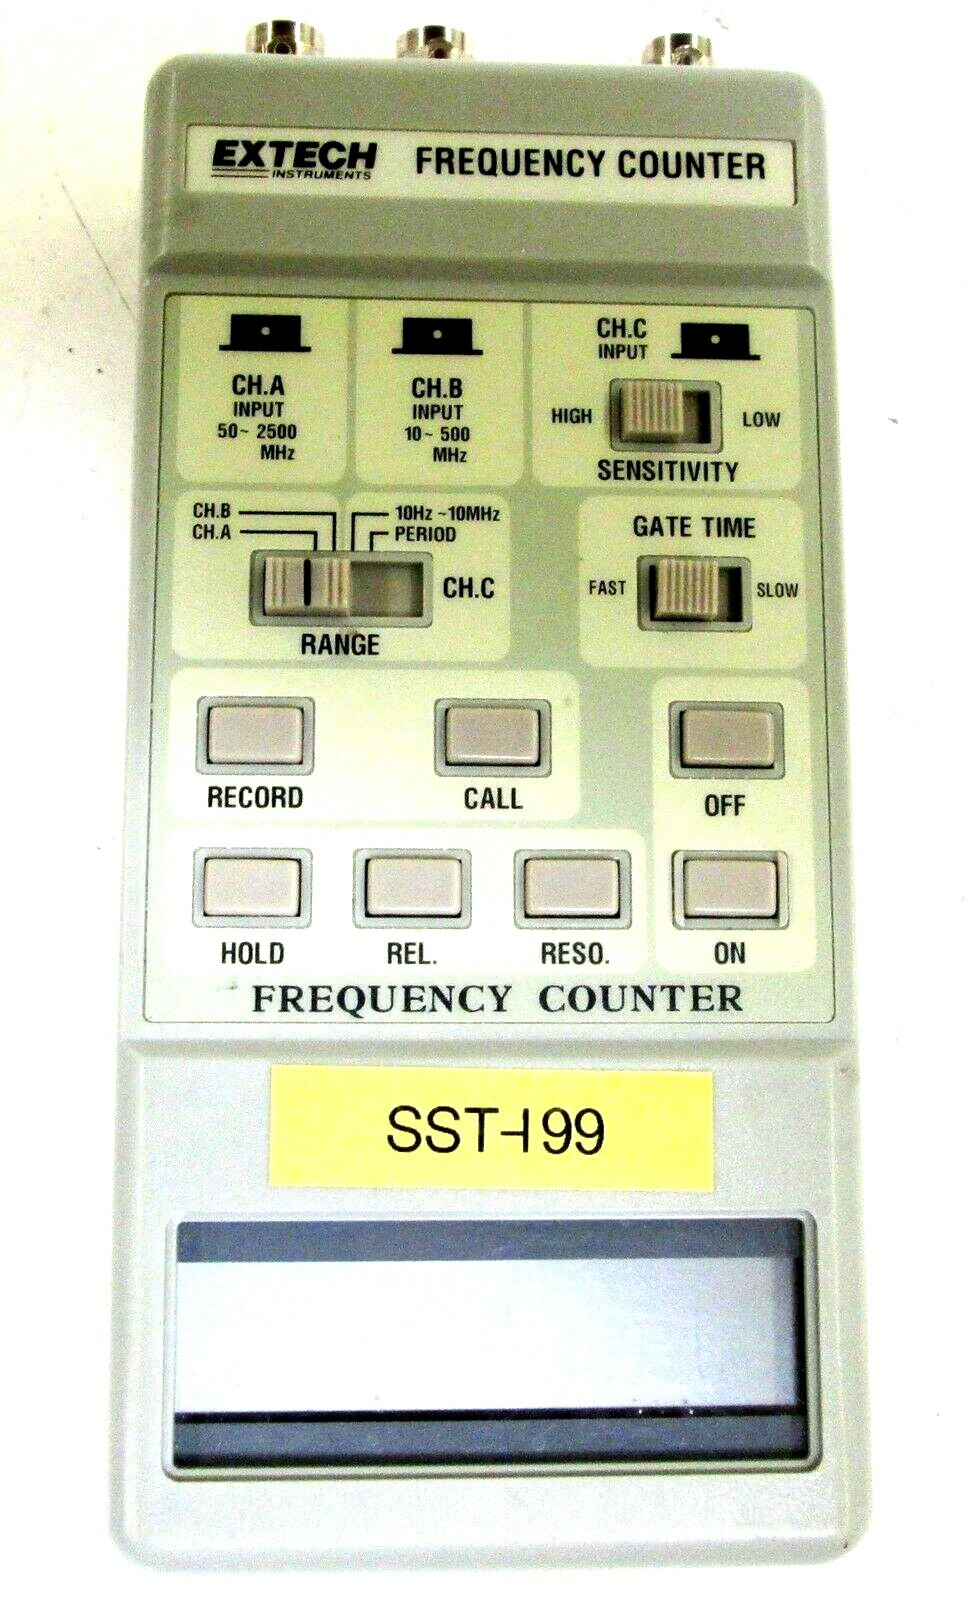 EXTECH
INSTRUMENTS
FREQUENCY COUNTER
CH.A
INPUT
50~2500
MHz
CH.B
INPUT
10~500
MHz
CH.C
INPUT
HIGH
LOW
SENSITIVITY
CH.B
CH.A
10Hz ~10MHz
PERIOD
CH.C
RANGE
GATE TIME
FAST
SLOW
RECORD
CALL
OFF
HOLD
REL.
RESO.
ON
FREQUENCY COUNTER
SST-199